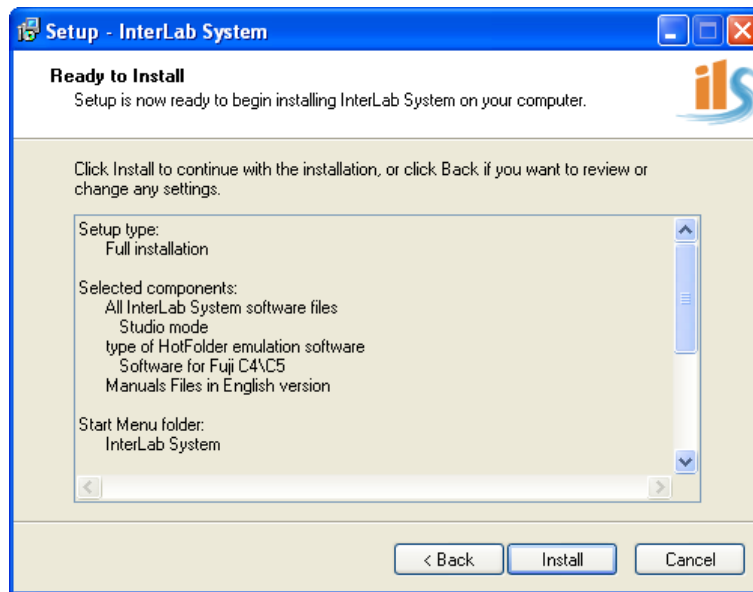 Setup - InterLab System
Ready to Install
Setup is now ready to begin installing InterLab System on your computer.
ils
Click Install to continue with the installation, or click Back if you want to review or
change any settings.
Setup type:
Full installation
Selected components:
All InterLab System software files
Studio mode
type of HotFolder emulation software
Software for Fuji C4\C5
Manuals Files in English version
Start Menu folder:
InterLab System
< Back
Install
Cancel